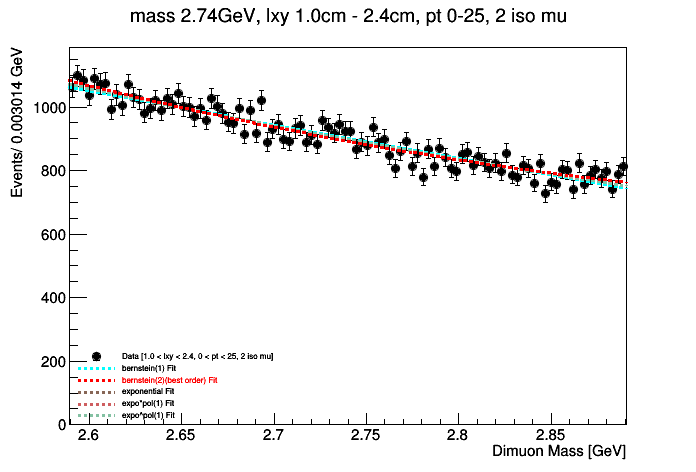 mass 2.74GeV, lxy 1.0cm - 2.4cm, pt 0-25, 2 iso mu
Events/ 0.003014 GeV
1000
800
600
400
200
0
Data [1.0 < lxy < 2.4, 0 < pt < 25, 2 iso mu]
bernstein(1) Fit
bernstein(2)(best order) Fit
exponential Fit
expo*pol(1) Fit
expo^pol(1) Fit
2.6 2.65 2.7 2.75 2.8 2.85
Dimuon Mass [GeV]